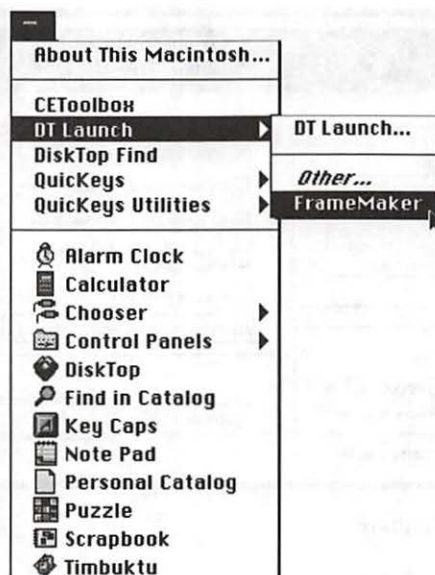 About This Macintosh...
CEToolbox
DT Launch
DiskTop Find
QuicKeys
QuicKeys Utilities
Alarm Clock
Calculator
Chooser
Control Panels
DiskTop
Find in Catalog
Key Caps
Note Pad
Personal Catalog
Puzzle
Scrapbook
Timbuktu
DT Launch...
Other...
FrameMaker